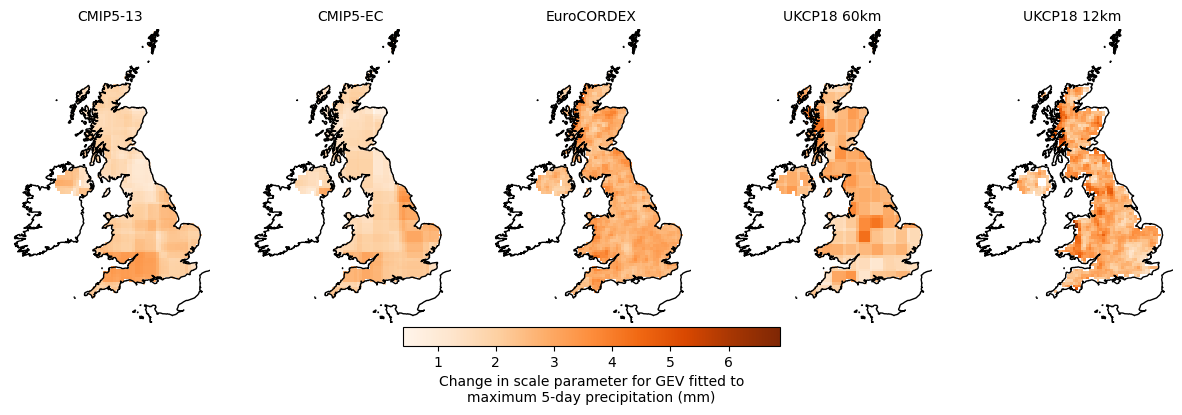 CMIP5-13
CMIP5-EC
EuroCORDEX
UKCP18 60km
UKCP18 12km
1 2 3 4 5 6
Change in scale parameter for GEV fitted to
maximum 5-day precipitation (mm)